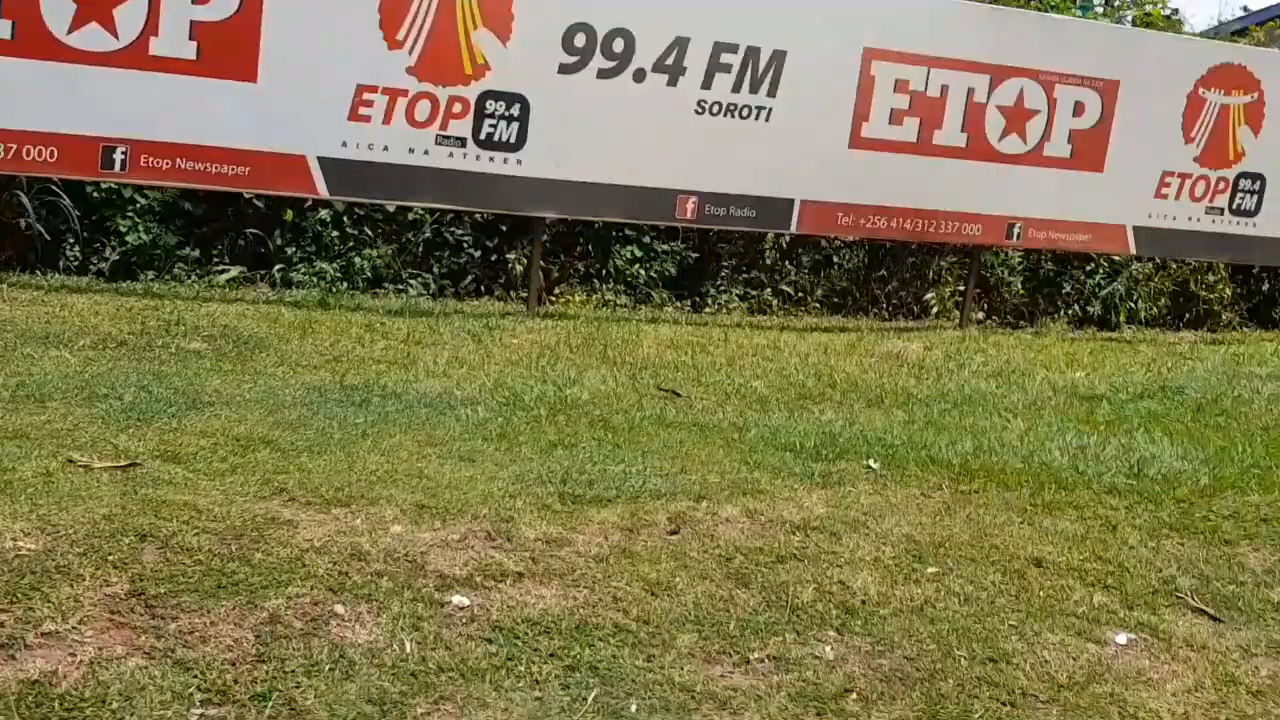 TOP
37 000
Etop Newspaper
ETOP
99.4
FM
Radio
AICA NA ATEKER
99.4 FM
SOROTI
Etop Radio
ETOP
Tel: +256 414/312 337 000
Etop Newspaper
ETOP
99.4
FM
Radio
AICA NA ATEKER